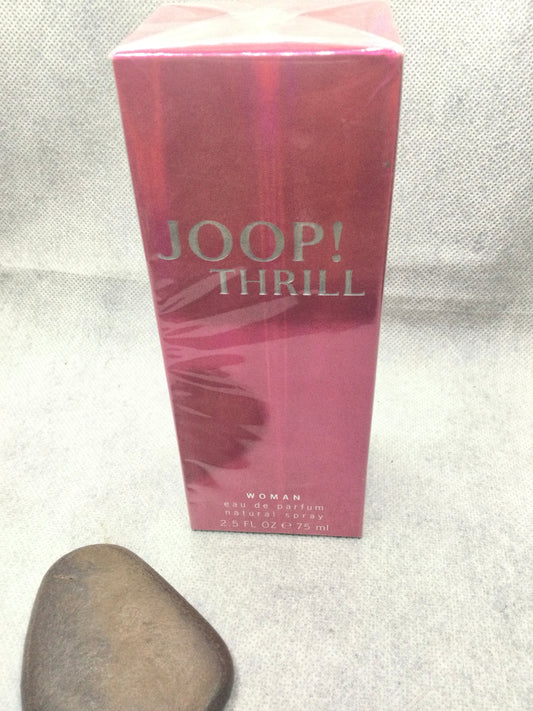 JOOP!
THRILL
WOMAN
eau de parfum
natural spray
2.5 FL OZ ℮ 75 ml